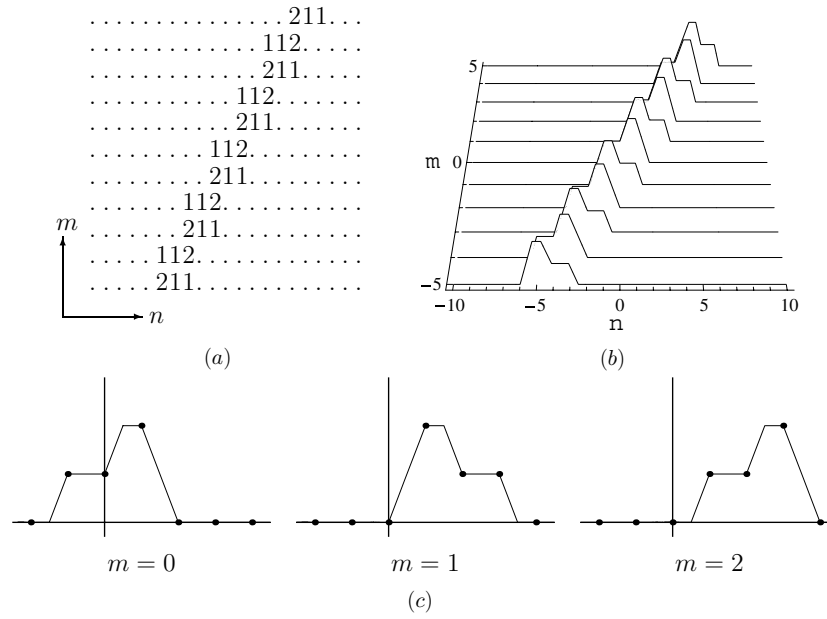 . . . . . . . . . . . . . . . 211 . . .
. . . . . . . . . . . . . 112 . . . . .
. . . . . . . . . . . . . 211 . . . . .
. . . . . . . . . . . 112 . . . . . . .
. . . . . . . . . . . 211 . . . . . . .
. . . . . . . . . 112 . . . . . . . . .
. . . . . . . . . 211 . . . . . . . . .
. . . . . . . 112 . . . . . . . . . . .
. . . . . . . 211 . . . . . . . . . . .
. . . . . 112 . . . . . . . . . . . . .
. . . . . 211 . . . . . . . . . . . . .
m
n
(a)
5
m 0
−5
−10 −5 0 5 10
n
(b)
m = 0 m = 1 m = 2
(c)